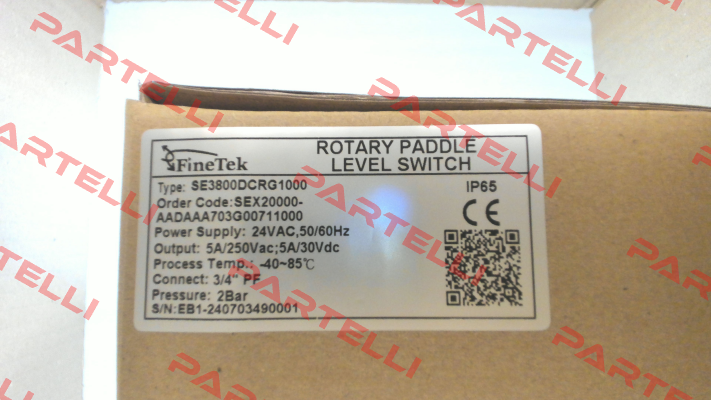 FineTek
ROTARY PADDLE
LEVEL SWITCH
Type: SE3800DCRG1000
IP65
Order Code:SEX20000-
AADAAA703G00711000
CE
Power Supply: 24VAC,50/60Hz
Output: 5A/250Vac;5A/30Vdc
Process Temp.: -40~85℃
Connect: 3/4" PF
Pressure: 2Bar
S/N:EB1-240703490001
PARTELLI
PARTELLI
PARTELLI
PARTELLI
PARTELLI
PARTELLI
PARTELLI
PARTELLI
PARTELLI